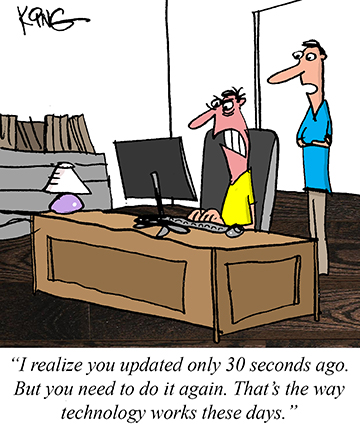 “I realize you updated only 30 seconds ago.
But you need to do it again. That’s the way
technology works these days.”